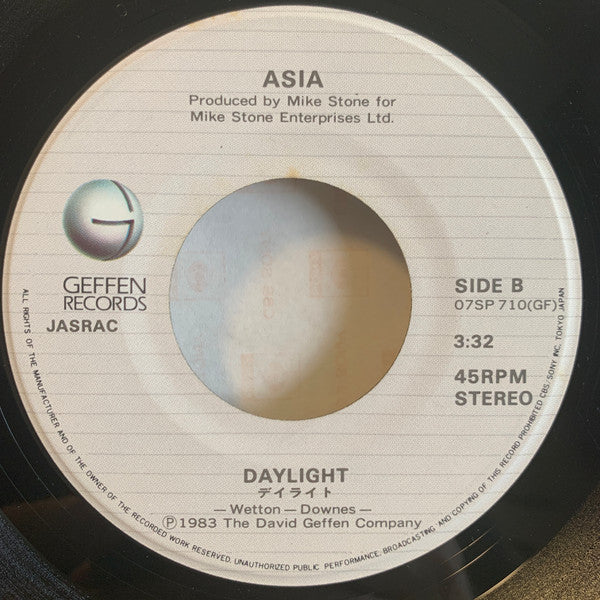 ASIA
Produced by Mike Stone for
Mike Stone Enterprises Ltd.
GEFFEN
RECORDS
JASRAC
SIDE B
07SP 710(GF)
3:32
45RPM
STEREO
DAYLIGHT
デイライト
— Wetton — Downes —
Ⓟ1983 The David Geffen Company
ALL RIGHTS OF THE MANUFACTURER AND OF THE OWNER OF THE RECORDED WORK RESERVED. UNAUTHORIZED PUBLIC PERFORMANCE, BROADCASTING AND COPYING OF THIS RECORD PROHIBITED CBS/SONY INC. TOKYO JAPAN